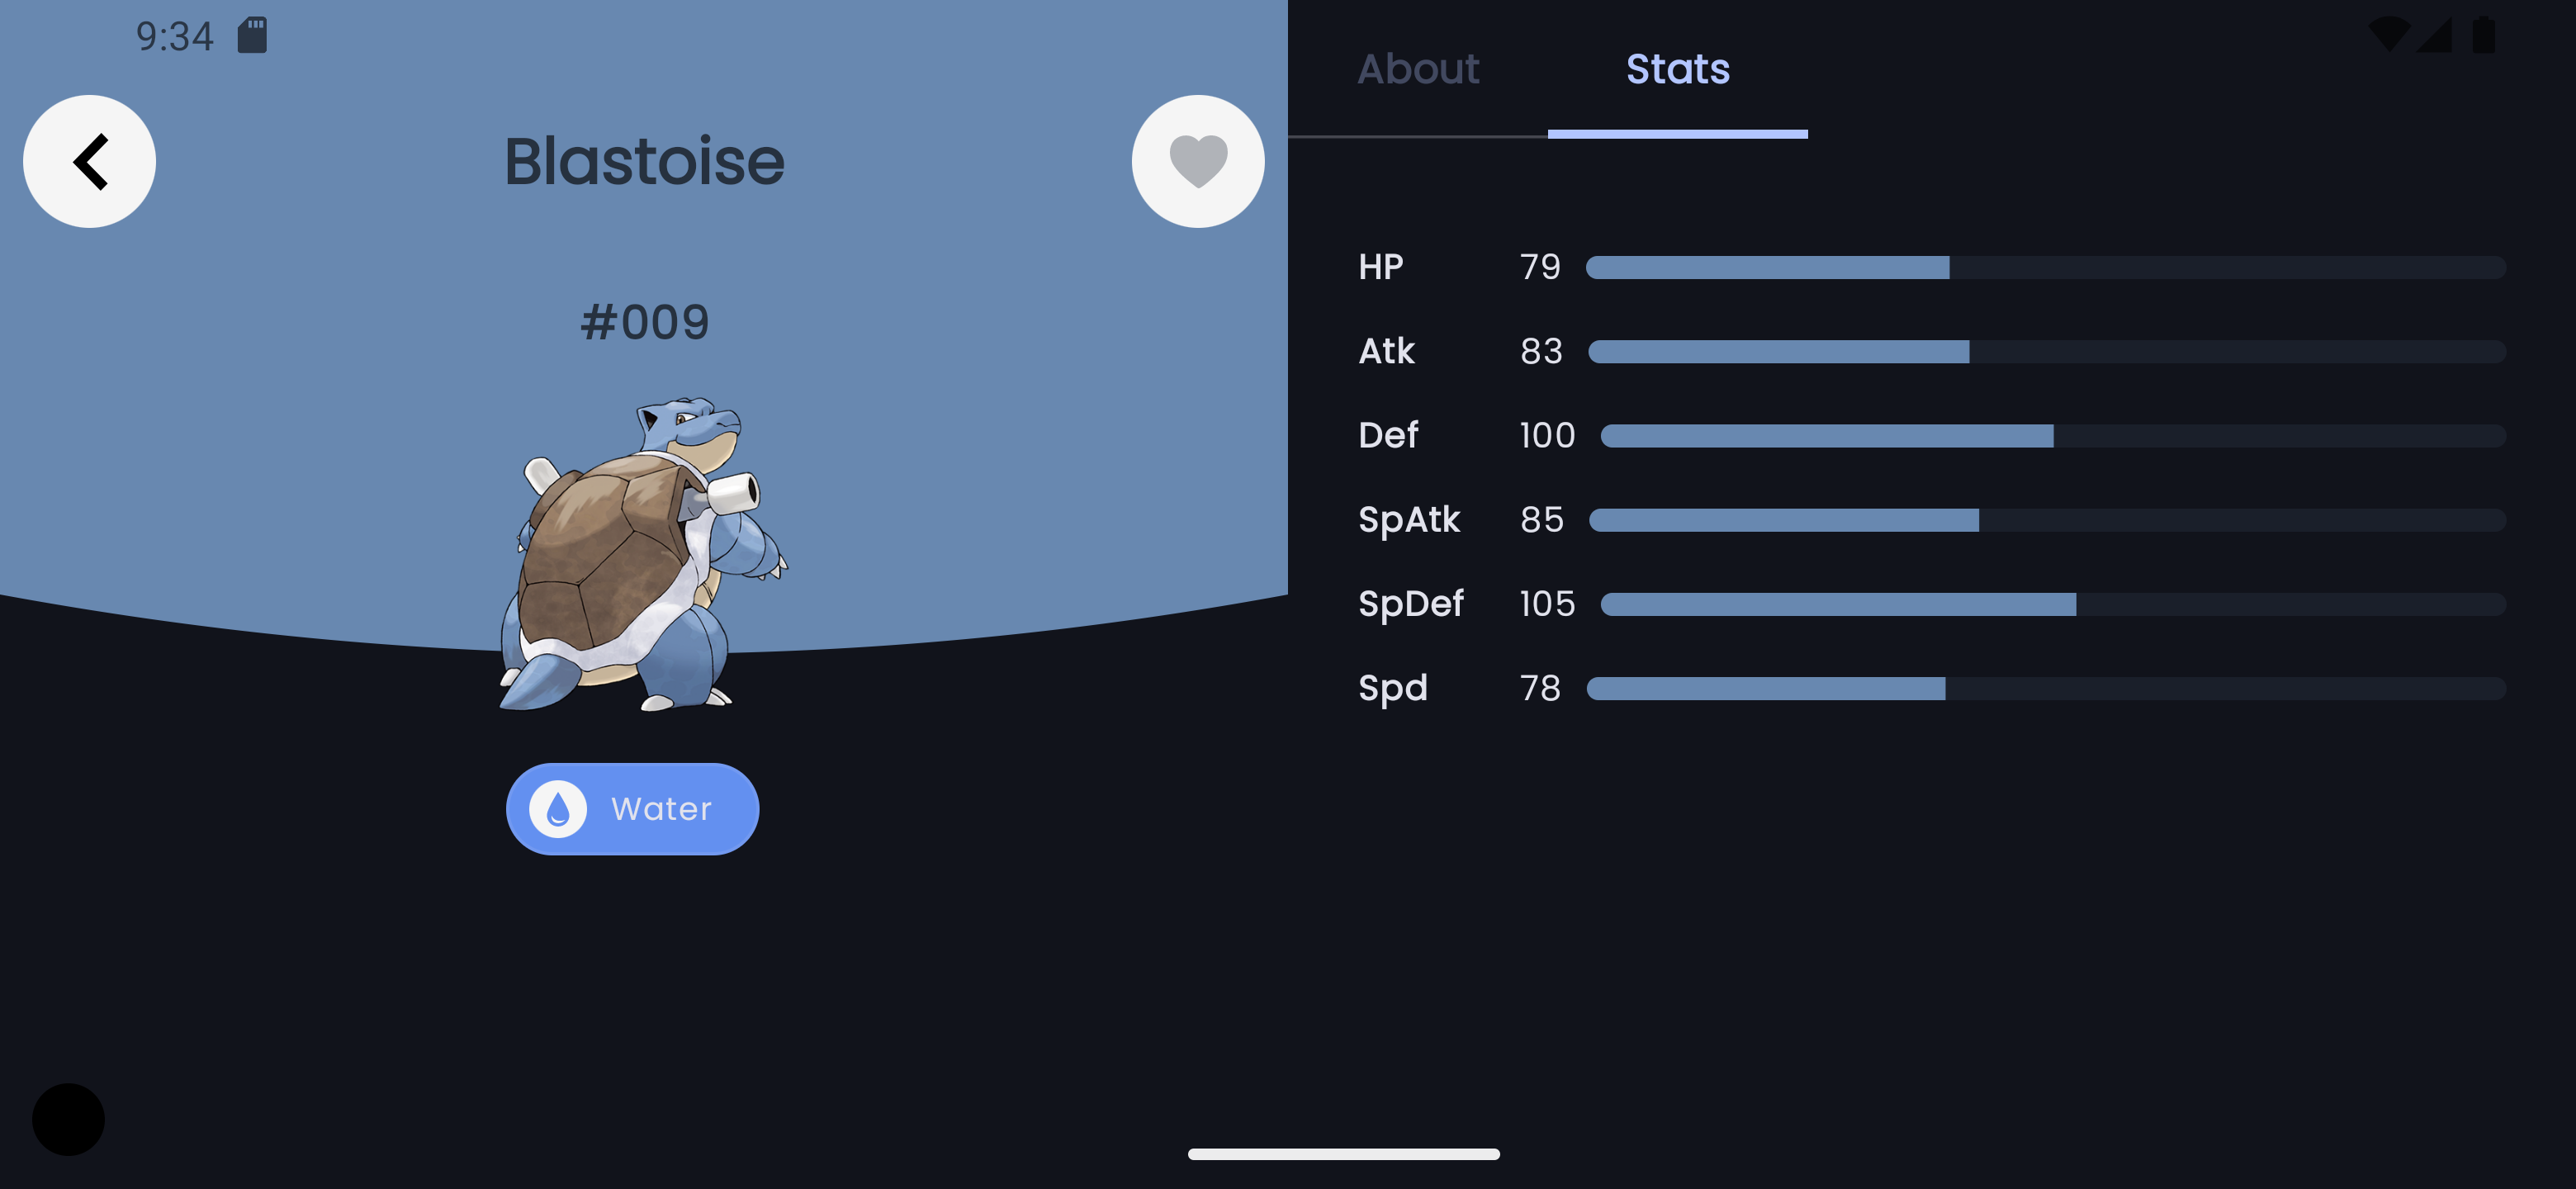 9:34
Blastoise
#009
Water
About Stats
HP 79
Atk 83
Def 100
SpAtk 85
SpDef 105
Spd 78